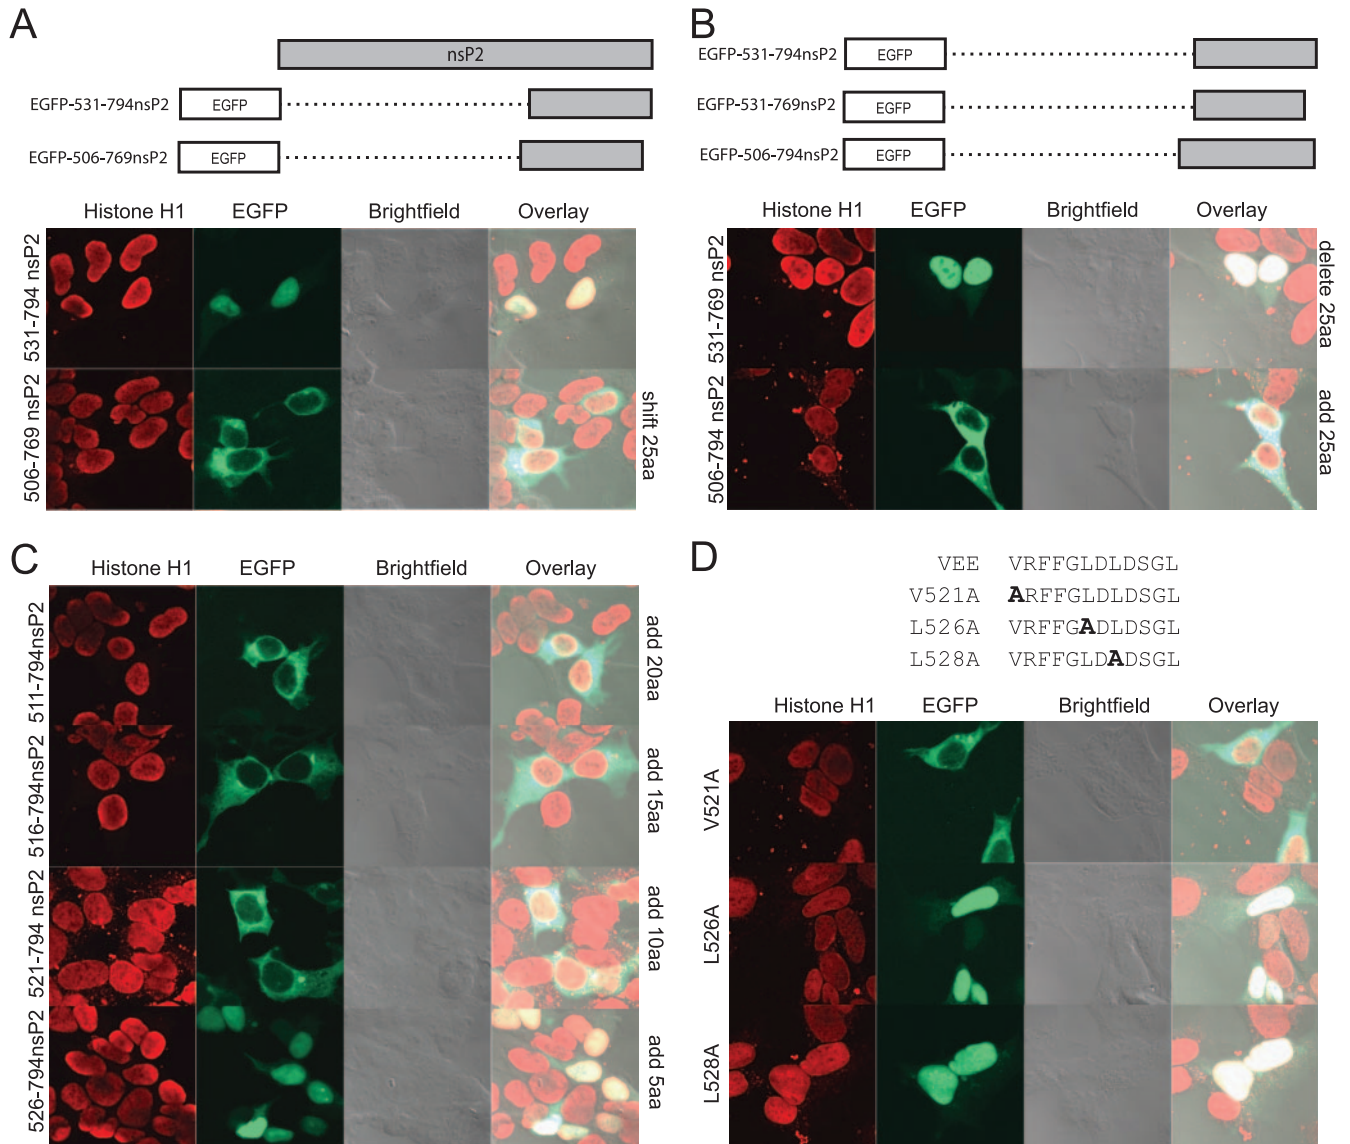 A
nsP2
EGFP-531-794nsP2 EGFP
EGFP-506-769nsP2 EGFP
Histone H1 EGFP Brightfield Overlay
531-794 nsP2
506-769 nsP2
shift 25aa
B
EGFP-531-794nsP2 EGFP
EGFP-531-769nsP2 EGFP
EGFP-506-794nsP2 EGFP
Histone H1 EGFP Brightfield Overlay
531-769 nsP2
delete 25aa
506-794 nsP2
add 25aa
C
Histone H1 EGFP Brightfield Overlay
511-794nsP2
add 20aa
516-794nsP2
add 15aa
521-794 nsP2
add 10aa
526-794nsP2
add 5aa
D
VEE VRFFGLDLDSGL
V521A ARFFGLDLDSGL
L526A VRFFGADLDSGL
L528A VRFFGLDADSGL
Histone H1 EGFP Brightfield Overlay
V521A
L526A
L528A